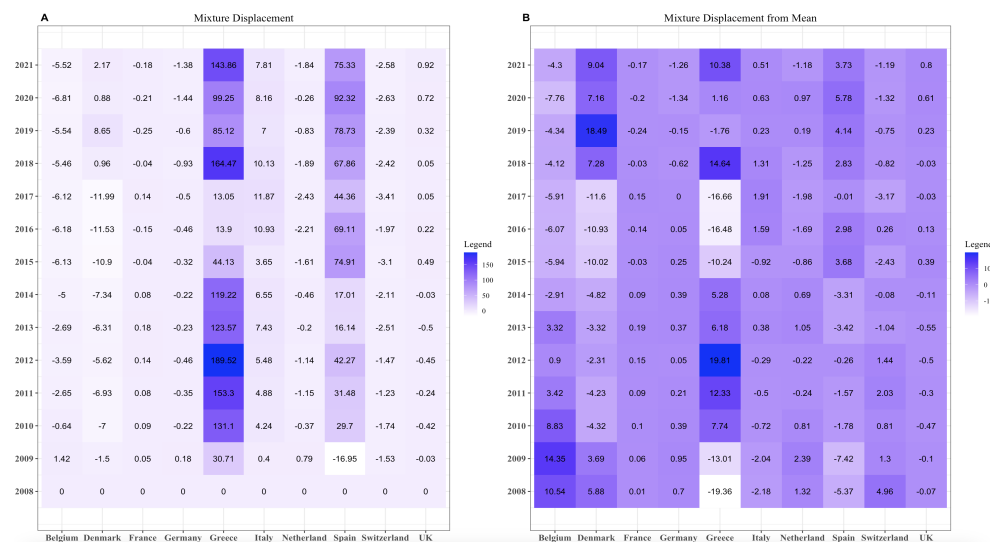 A
Mixture Displacement
2021 -5.52 2.17 -0.18 -1.38 143.86 7.81 -1.84 75.33 -2.58 0.92
2020 -6.81 0.88 -0.21 -1.44 99.25 8.16 -0.26 92.32 -2.63 0.72
2019 -5.54 8.65 -0.25 -0.6 85.12 7 -0.83 78.73 -2.39 0.32
2018 -5.46 0.96 -0.04 -0.93 164.47 10.13 -1.89 67.86 -2.42 0.05
2017 -6.12 -11.99 0.14 -0.5 13.05 11.87 -2.43 44.36 -3.41 0.05
2016 -6.18 -11.53 -0.15 -0.46 13.9 10.93 -2.21 69.11 -1.97 0.22
2015 -6.13 -10.9 -0.04 -0.32 44.13 3.65 -1.61 74.91 -3.1 0.49
2014 -5 -7.34 0.08 -0.22 119.22 6.55 -0.46 17.01 -2.11 -0.03
2013 -2.69 -6.31 0.18 -0.23 123.57 7.43 -0.2 16.14 -2.51 -0.5
2012 -3.59 -5.62 0.14 -0.46 189.52 5.48 -1.14 42.27 -1.47 -0.45
2011 -2.65 -6.93 0.08 -0.35 153.3 4.88 -1.15 31.48 -1.23 -0.24
2010 -0.64 -7 0.09 -0.22 131.1 4.24 -0.37 29.7 -1.74 -0.42
2009 1.42 -1.5 0.05 0.18 30.71 0.4 0.79 -16.95 -1.53 -0.03
2008 0 0 0 0 0 0 0 0 0 0
Belgium Denmark France Germany Greece Italy Netherland Spain Switzerland UK
Legend
150
100
50
0
B
Mixture Displacement from Mean
2021 -4.3 9.04 -0.17 -1.26 10.38 0.51 -1.18 3.73 -1.19 0.8
2020 -7.76 7.16 -0.2 -1.34 1.16 0.63 0.97 5.78 -1.32 0.61
2019 -4.34 18.49 -0.24 -0.15 -1.76 0.23 0.19 4.14 -0.75 0.23
2018 -4.12 7.28 -0.03 -0.62 14.64 1.31 -1.25 2.83 -0.82 -0.03
2017 -5.91 -11.6 0.15 0 -16.66 1.91 -1.98 -0.01 -3.17 -0.03
2016 -6.07 -10.93 -0.14 0.05 -16.48 1.59 -1.69 2.98 0.26 0.13
2015 -5.94 -10.02 -0.03 0.25 -10.24 -0.92 -0.86 3.68 -2.43 0.39
2014 -2.91 -4.82 0.09 0.39 5.28 0.08 0.69 -3.31 -0.08 -0.11
2013 3.32 -3.32 0.19 0.37 6.18 0.38 1.05 -3.42 -1.04 -0.55
2012 0.9 -2.31 0.15 0.05 19.81 -0.29 -0.22 -0.26 1.44 -0.5
2011 3.42 -4.23 0.09 0.21 12.33 -0.5 -0.24 -1.57 2.03 -0.3
2010 8.83 -4.32 0.1 0.39 7.74 -0.72 0.81 -1.78 0.81 -0.47
2009 14.35 3.69 0.06 0.95 -13.01 -2.04 2.39 -7.42 1.3 -0.1
2008 10.54 5.88 0.01 0.7 -19.36 -2.18 1.32 -5.37 4.96 -0.07
Belgium Denmark France Germany Greece Italy Netherland Spain Switzerland UK
Legend
10
0
-1